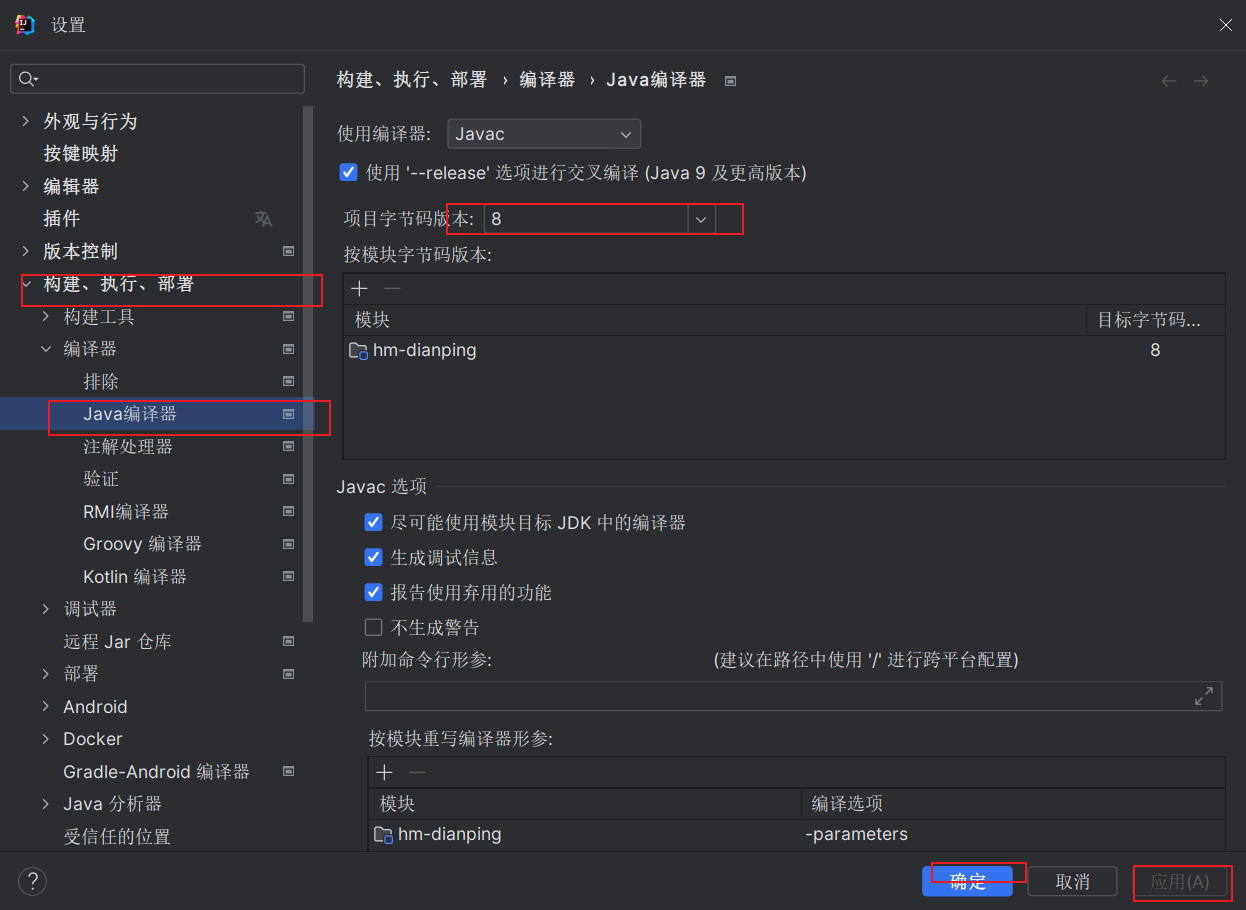 设置
外观与行为
按键映射
编辑器
插件
版本控制
构建、执行、部署
构建工具
编译器
排除
Java编译器
注解处理器
验证
RMI编译器
Groovy 编译器
Kotlin 编译器
调试器
远程 Jar 仓库
部署
Android
Docker
Gradle-Android 编译器
Java 分析器
受信任的位置
构建、执行、部署 › 编译器 › Java编译器
使用编译器: Javac
使用 '--release' 选项进行交叉编译 (Java 9 及更高版本)
项目字节码版本: 8
按模块字节码版本:
模块 目标字节码...
hm-dianping 8
Javac 选项
尽可能使用模块目标 JDK 中的编译器
生成调试信息
报告使用弃用的功能
不生成警告
附加命令行形参: (建议在路径中使用 '/' 进行跨平台配置)
按模块重写编译器形参:
模块 编译选项
hm-dianping -parameters
? 确定 取消 应用(A)